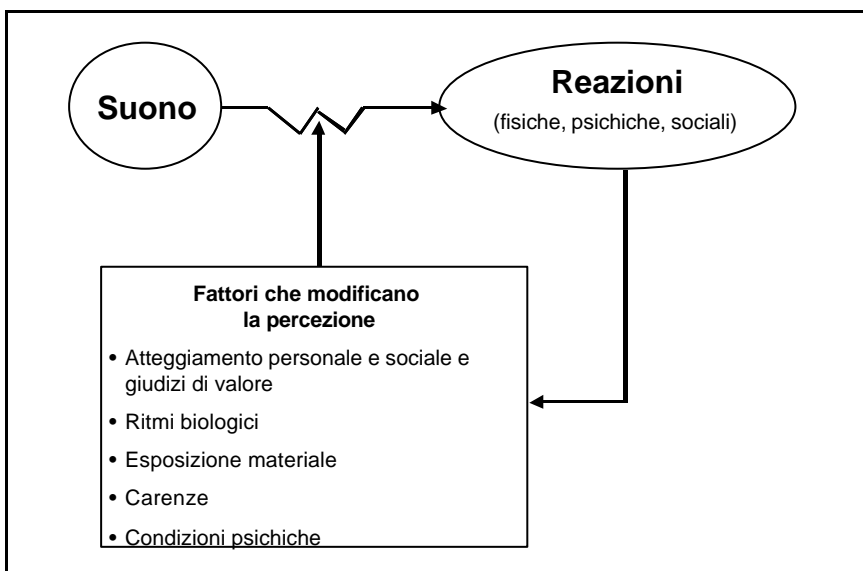 Suono
Reazioni
(fisiche, psichiche, sociali)
Fattori che modificano
la percezione
• Atteggiamento personale e sociale e
giudizi di valore
• Ritmi biologici
• Esposizione materiale
• Carenze
• Condizioni psichiche